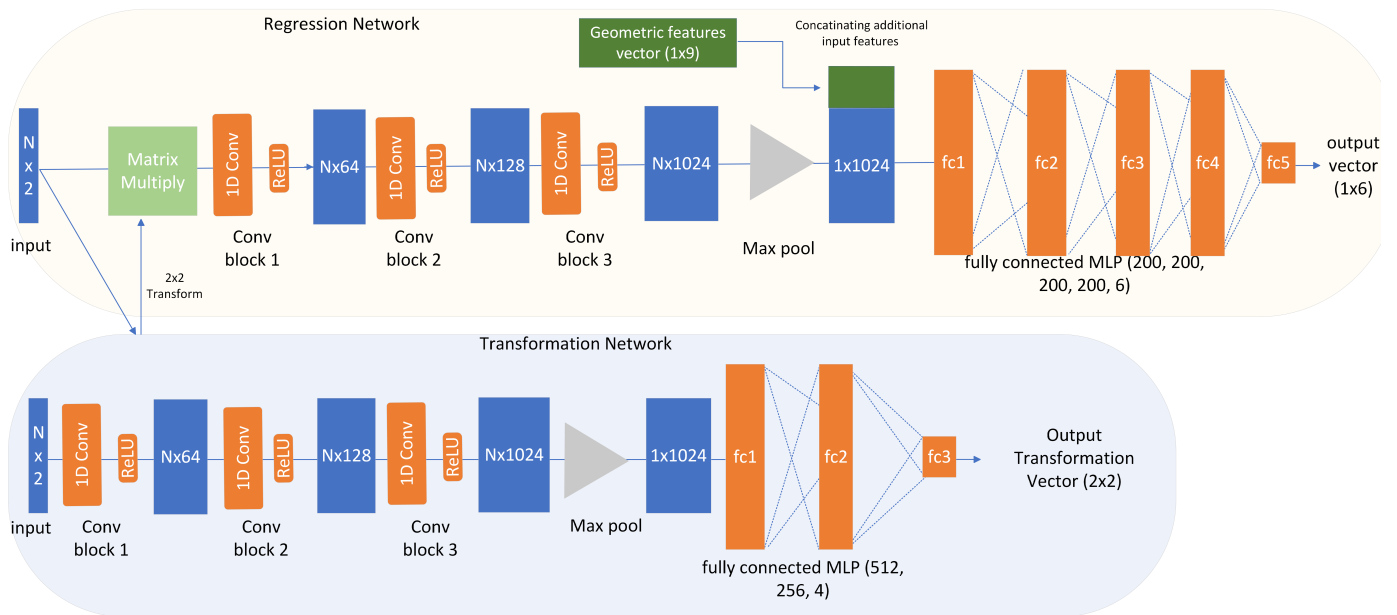 Regression Network
Geometric features
vector (1x9)
Concatinating additional
input features
N
x
2
input
Matrix
Multiply
1D Conv
ReLU
Conv
block 1
Nx64
1D Conv
ReLU
Conv
block 2
Nx128
1D Conv
ReLU
Conv
block 3
Nx1024
Max pool
1x1024
fc1
fc2
fc3
fc4
fc5
fully connected MLP (200, 200,
200, 200, 6)
output
vector
(1x6)
2x2
Transform
Transformation Network
N
x
2
input
1D Conv
ReLU
Conv
block 1
Nx64
1D Conv
ReLU
Conv
block 2
Nx128
1D Conv
ReLU
Conv
block 3
Nx1024
Max pool
1x1024
fc1
fc2
fc3
fully connected MLP (512,
256, 4)
Output
Transformation
Vector (2x2)